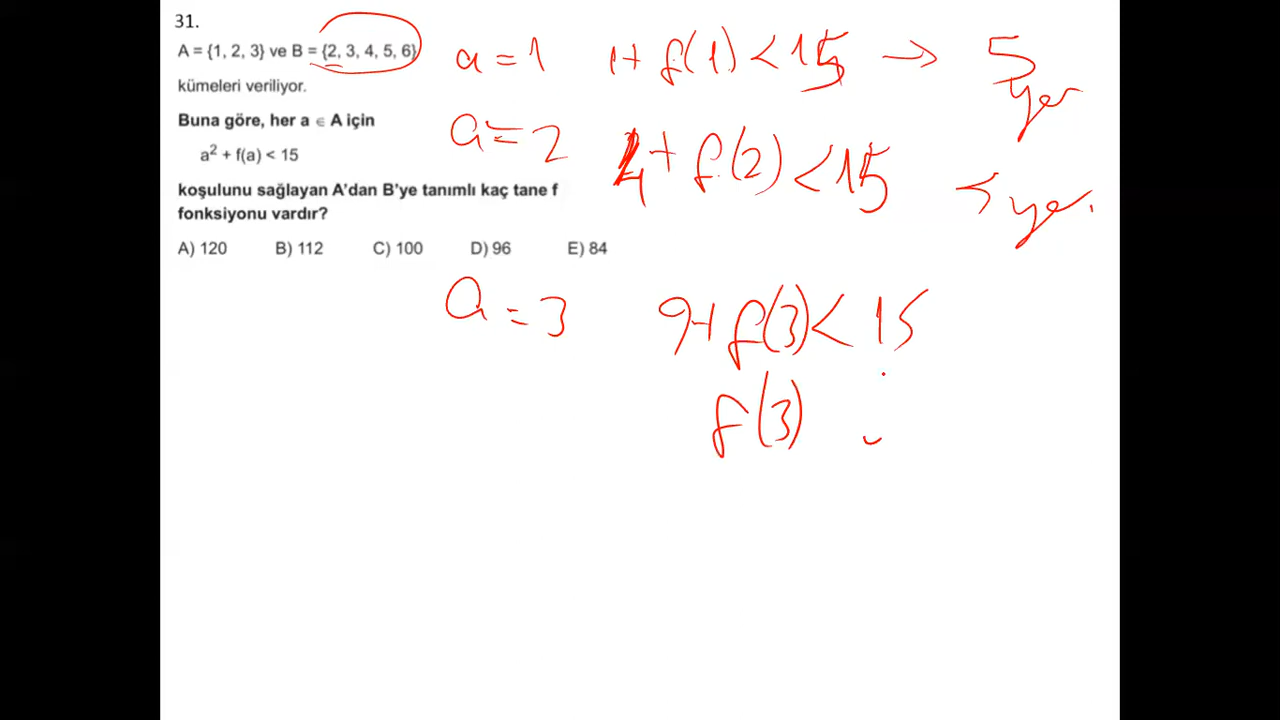 31.
A = {1, 2, 3} ve B = {2, 3, 4, 5, 6}
kümeleri veriliyor.
Buna göre, her a ∈ A için
a² + f(a) < 15
koşulunu sağlayan A'dan B'ye tanımlı kaç tane f
fonksiyonu vardır?
A) 120 B) 112 C) 100 D) 96 E) 84
a = 1 1+ f(1) < 15 → 5
yer
a = 2 4+ f(2) < 15
5 yer.
a = 3 9+ f(3) < 15
f(3)